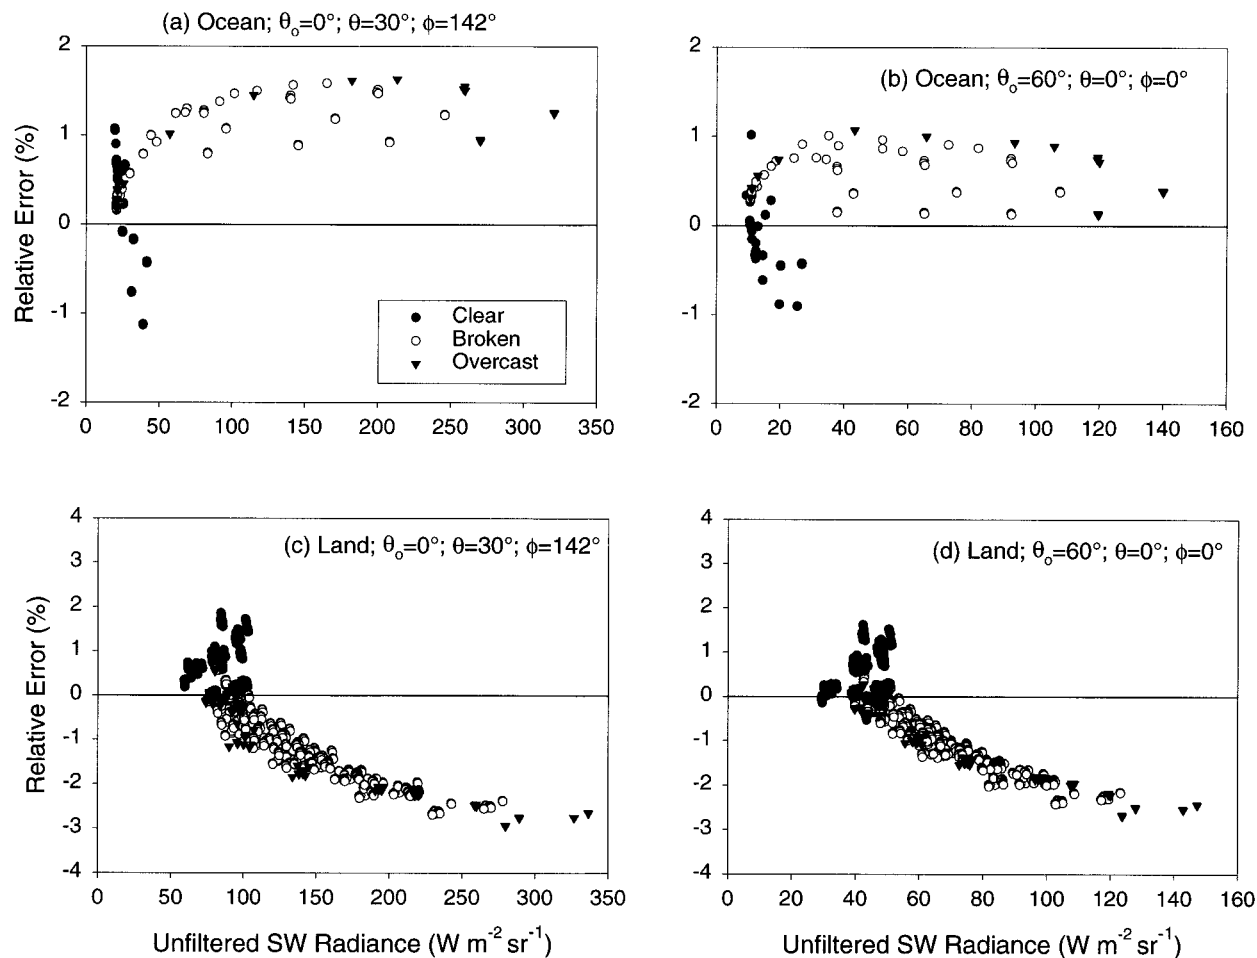 (a) Ocean; θo=0°; θ=30°; ϕ=142°
2
1
0
-1
-2
Relative Error (%)
Clear
Broken
Overcast
0 50 100 150 200 250 300 350
(b) Ocean; θo=60°; θ=0°; ϕ=0°
2
1
0
-1
-2
0 20 40 60 80 100 120 140 160
(c) Land; θo=0°; θ=30°; ϕ=142°
4
3
2
1
0
-1
-2
-3
-4
Relative Error (%)
0 50 100 150 200 250 300 350
Unfiltered SW Radiance (W m-2 sr-1)
(d) Land; θo=60°; θ=0°; ϕ=0°
4
3
2
1
0
-1
-2
-3
-4
0 20 40 60 80 100 120 140 160
Unfiltered SW Radiance (W m-2 sr-1)